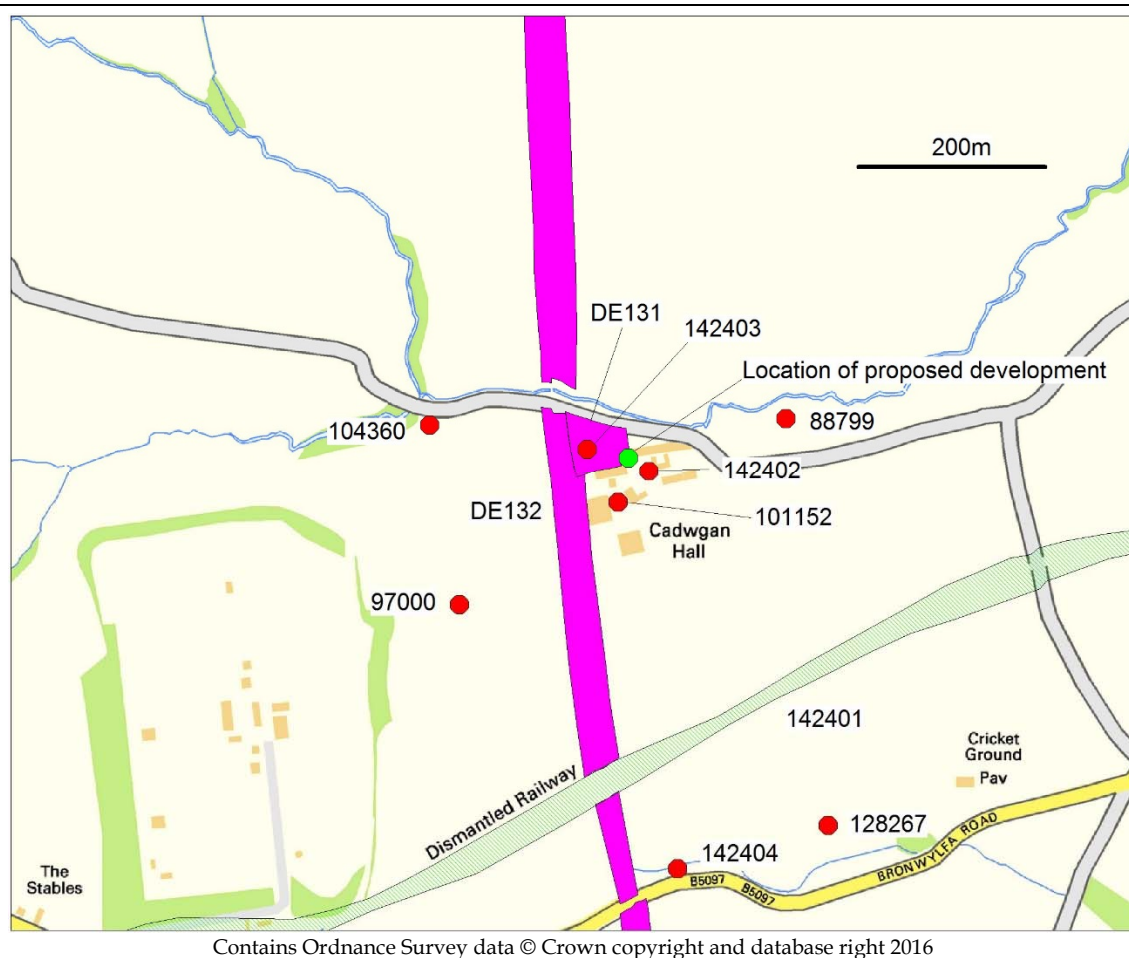 200m
DE131
142403
Location of proposed development
104360
88799
142402
DE132
101152
Cadwgan
Hall
97000
142401
Cricket
Ground
Pav
Dismantled Railway
128267
BRONWYLFA ROAD
142404
B5097
B5097
The
Stables
Contains Ordnance Survey data © Crown copyright and database right 2016